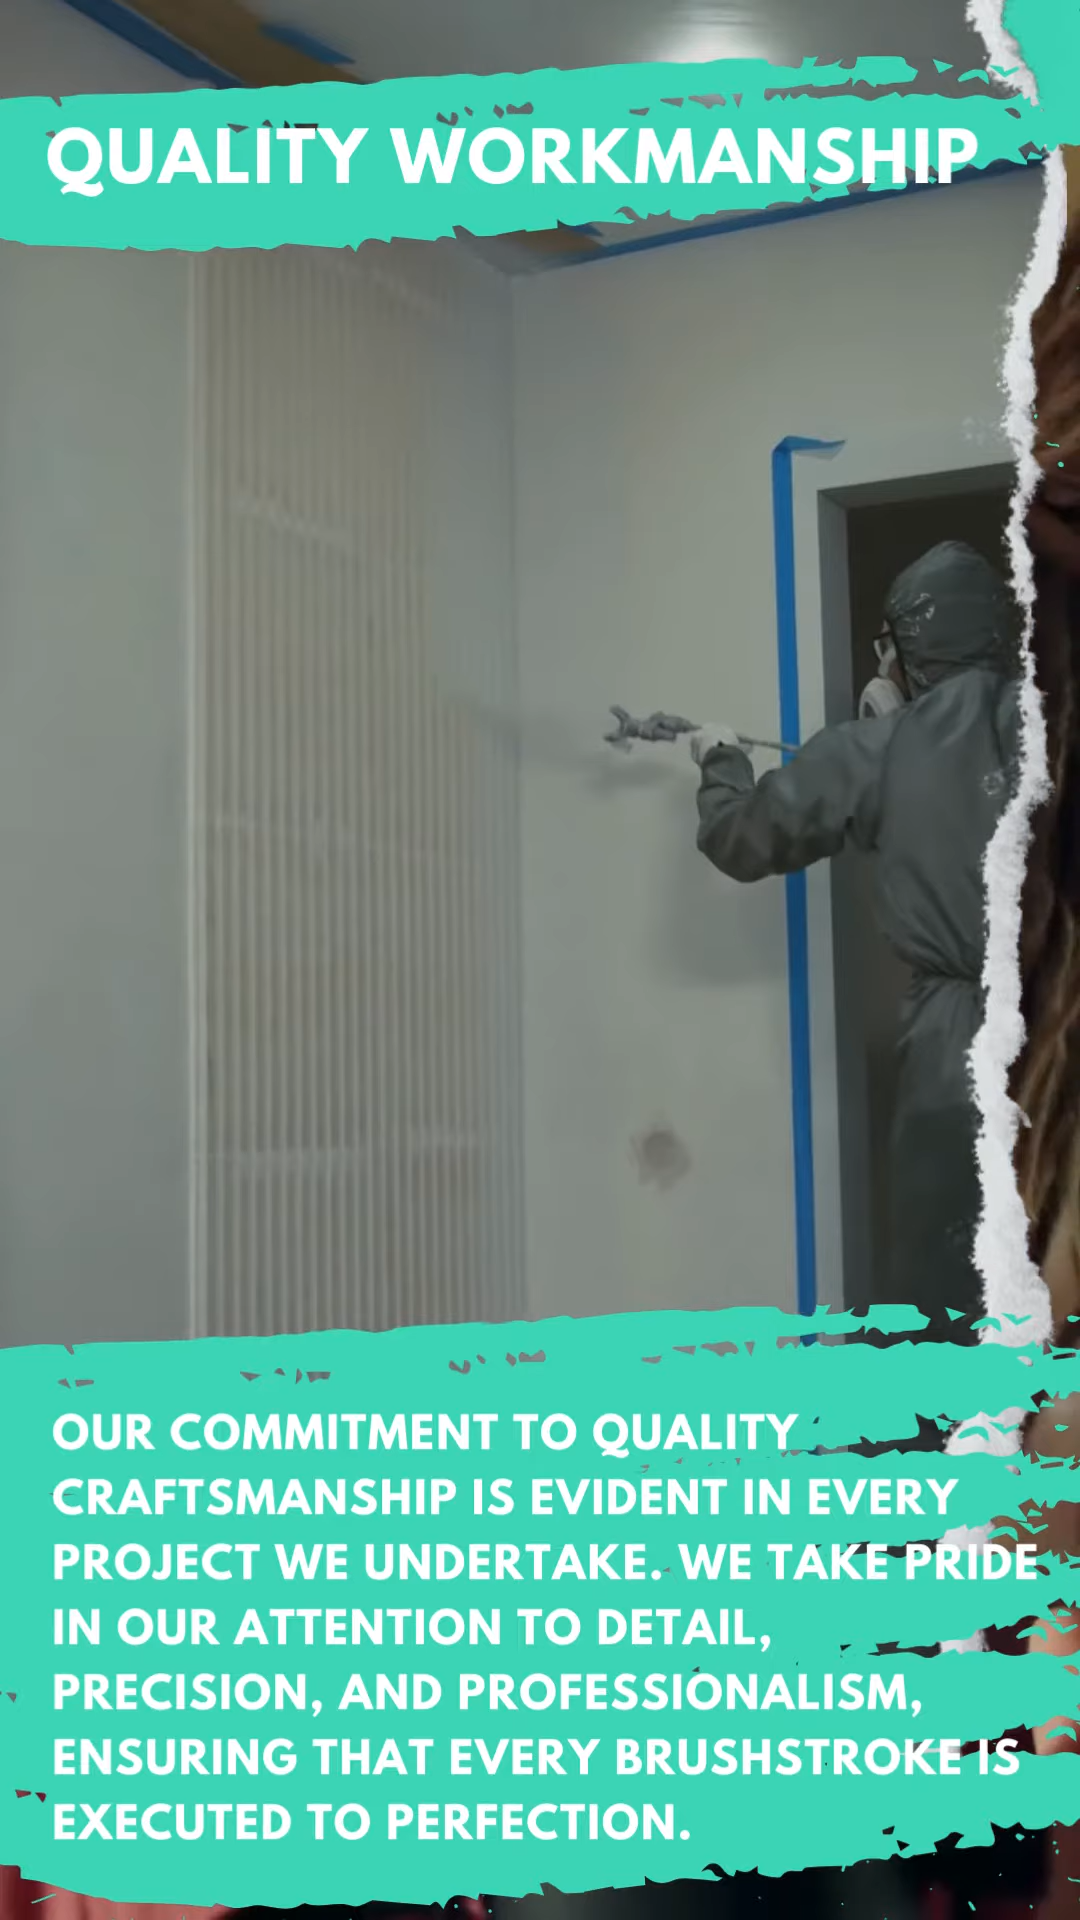 QUALITY WORKMANSHIP
OUR COMMITMENT TO QUALITY
CRAFTSMANSHIP IS EVIDENT IN EVERY
PROJECT WE UNDERTAKE. WE TAKE PRIDE
IN OUR ATTENTION TO DETAIL,
PRECISION, AND PROFESSIONALISM,
ENSURING THAT EVERY BRUSHSTROKE IS
EXECUTED TO PERFECTION.